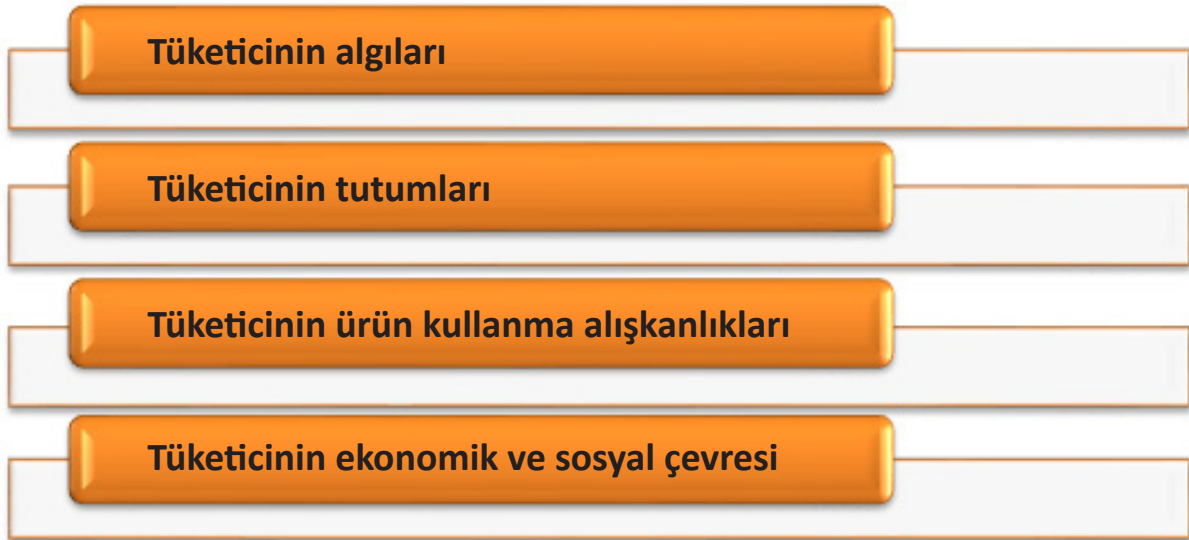 Tüketicinin algıları
Tüketicinin tutumları
Tüketicinin ürün kullanma alışkanlıkları
Tüketicinin ekonomik ve sosyal çevresi